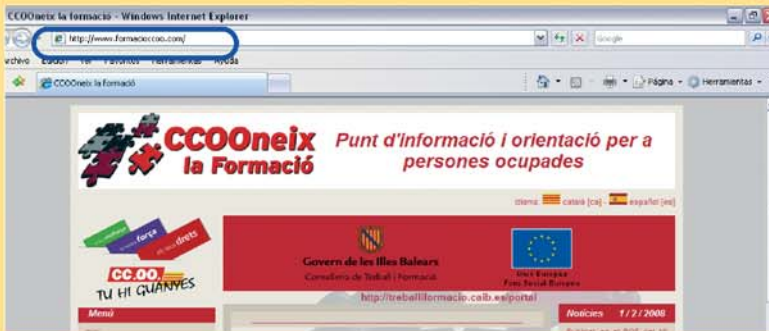 CCOOneix la formació - Windows Internet Explorer
http://www.formacioccoo.com/
Google
Ver Favoritos Herramientas Ayuda
CCOOneix la formació
Página
Herramientas
CCOOneix
la Formació
Punt d'informació i orientació per a
persones ocupades
idioma: català [ca] - español [es]
força
drets
CC.OO.
TU HI GUANYES
Govern de les Illes Balears
Conselleria de Treball i Formació
Unió Europea
Fons Social Europeu
http://treballiformacio.caib.es/portal
Menú
Notícies 1/2/2008